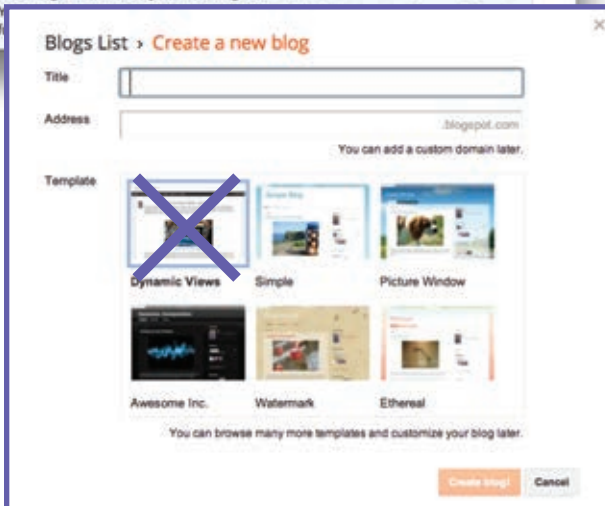 Blogs List › Create a new blog
Title
Address
.blogspot.com
You can add a custom domain later.
Template
Dynamic Views
Simple
Picture Window
Awesome Inc.
Watermark
Ethereal
You can browse many more templates and customize your blog later.
Create blog!
Cancel